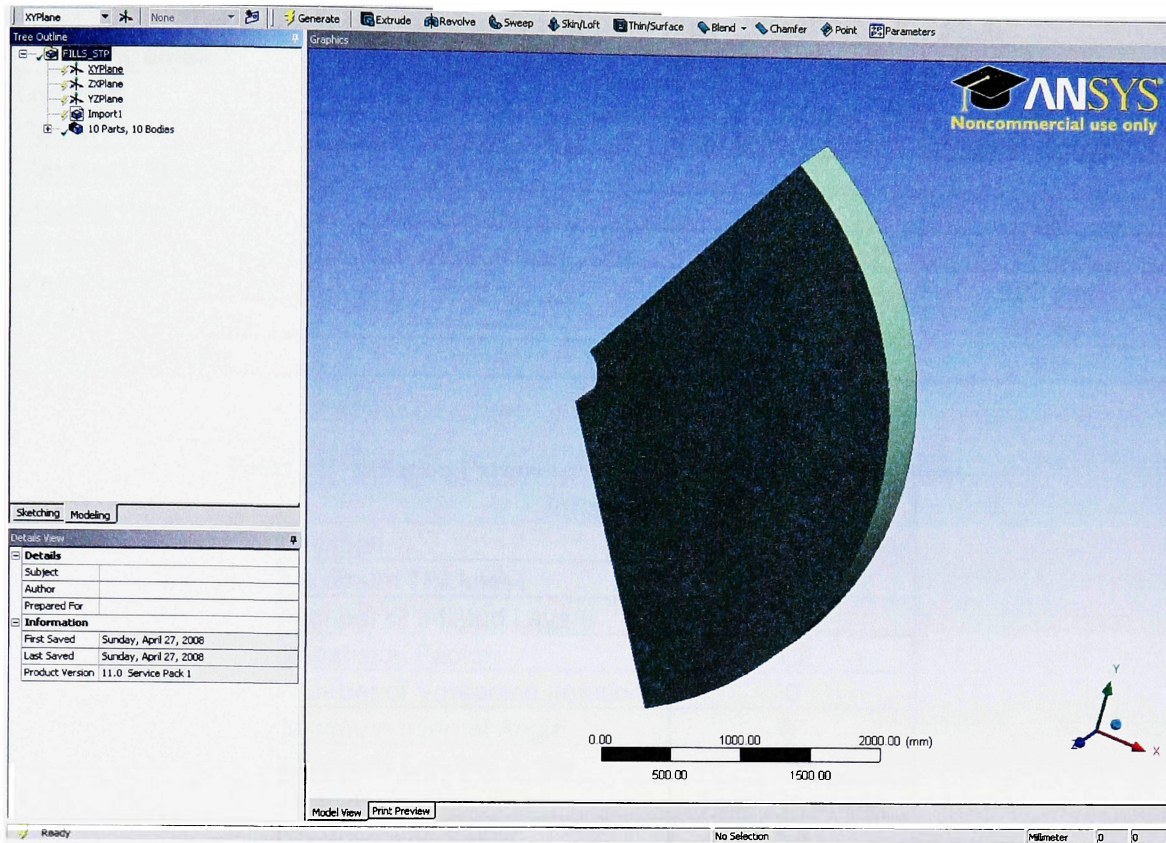 XYPlane None Generate Extrude Revolve Sweep Skin/Loft Thin/Surface Blend Chamfer Point Parameters
Tree Outline
FILLS_STP
XYPlane
ZXPlane
YZPlane
Import1
10 Parts, 10 Bodies
Sketching Modeling
Details View
Details
Subject
Author
Prepared For
Information
First Saved Sunday, April 27, 2008
Last Saved Sunday, April 27, 2008
Product Version 11.0 Service Pack 1
Graphics
ANSYS
Noncommercial use only
0.00 1000.00 2000.00 (mm)
500.00 1500.00
Y
X
Z
Model View Print Preview
Ready No Selection Millimeter 0 0